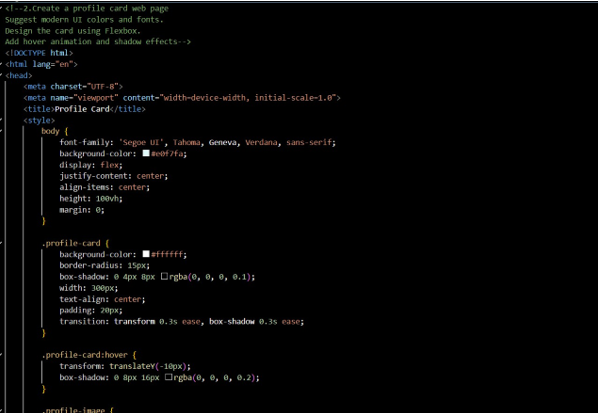 <!--2.Create a profile card web page
Suggest modern UI colors and fonts.
Design the card using Flexbox.
Add hover animation and shadow effects-->
<!DOCTYPE html>
<html lang="en">
<head>
<meta charset="UTF-8">
<meta name="viewport" content="width=device-width, initial-scale=1.0">
<title>Profile Card</title>
<style>
body {
font-family: 'Segoe UI', Tahoma, Geneva, Verdana, sans-serif;
background-color: #e0f7fa;
display: flex;
justify-content: center;
align-items: center;
height: 100vh;
margin: 0;
}
.profile-card {
background-color: #ffffff;
border-radius: 15px;
box-shadow: 0 4px 8px rgba(0, 0, 0, 0.1);
width: 300px;
text-align: center;
padding: 20px;
transition: transform 0.3s ease, box-shadow 0.3s ease;
}
.profile-card:hover {
transform: translateY(-10px);
box-shadow: 0 8px 16px rgba(0, 0, 0, 0.2);
}
.profile-image {